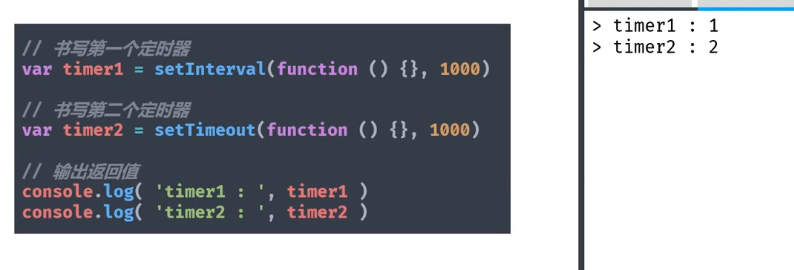 // 书写第一个定时器
var timer1 = setInterval(function () {}, 1000)
// 书写第二个定时器
var timer2 = setTimeout(function () {}, 1000)
// 输出返回值
console.log( 'timer1 : ', timer1 )
console.log( 'timer2 : ', timer2 )
> timer1 : 1
> timer2 : 2